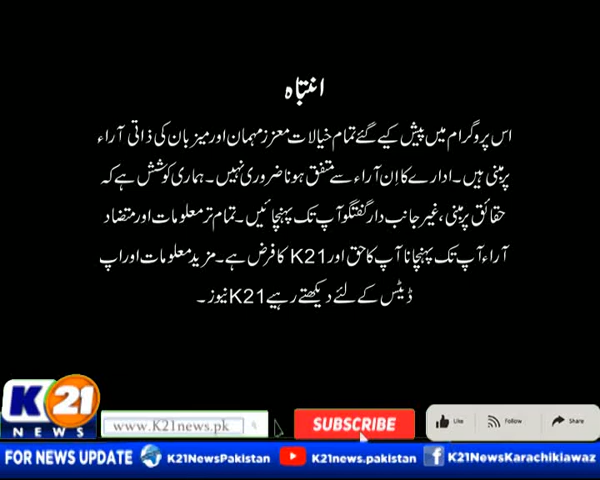 انتباہ
اس پروگرام میں پیش کیے گئے تمام خیالات معزز مہمان اور میزبان کی ذاتی آراء
پر مبنی ہیں۔ ادارے کا اِن آراء سے متفق ہونا ضروری نہیں۔ ہماری کوشش ہے کہ
حقائق پر مبنی، غیر جانب دار گفتگو آپ تک پہنچائیں۔ تمام تر معلومات اور متضاد
آراء آپ تک پہنچانا آپ کا حق اور K21 کا فرض ہے۔ مزید معلومات اور اپ
ڈیٹس کے لئے دیکھتے رہیے K21 نیوز۔
K21
NEWS
www.K21news.pk
SUBSCRIBE
Like
Follow
Share
FOR NEWS UPDATE
K21NewsPakistan
K21news.pakistan
K21NewsKarachikiawaz